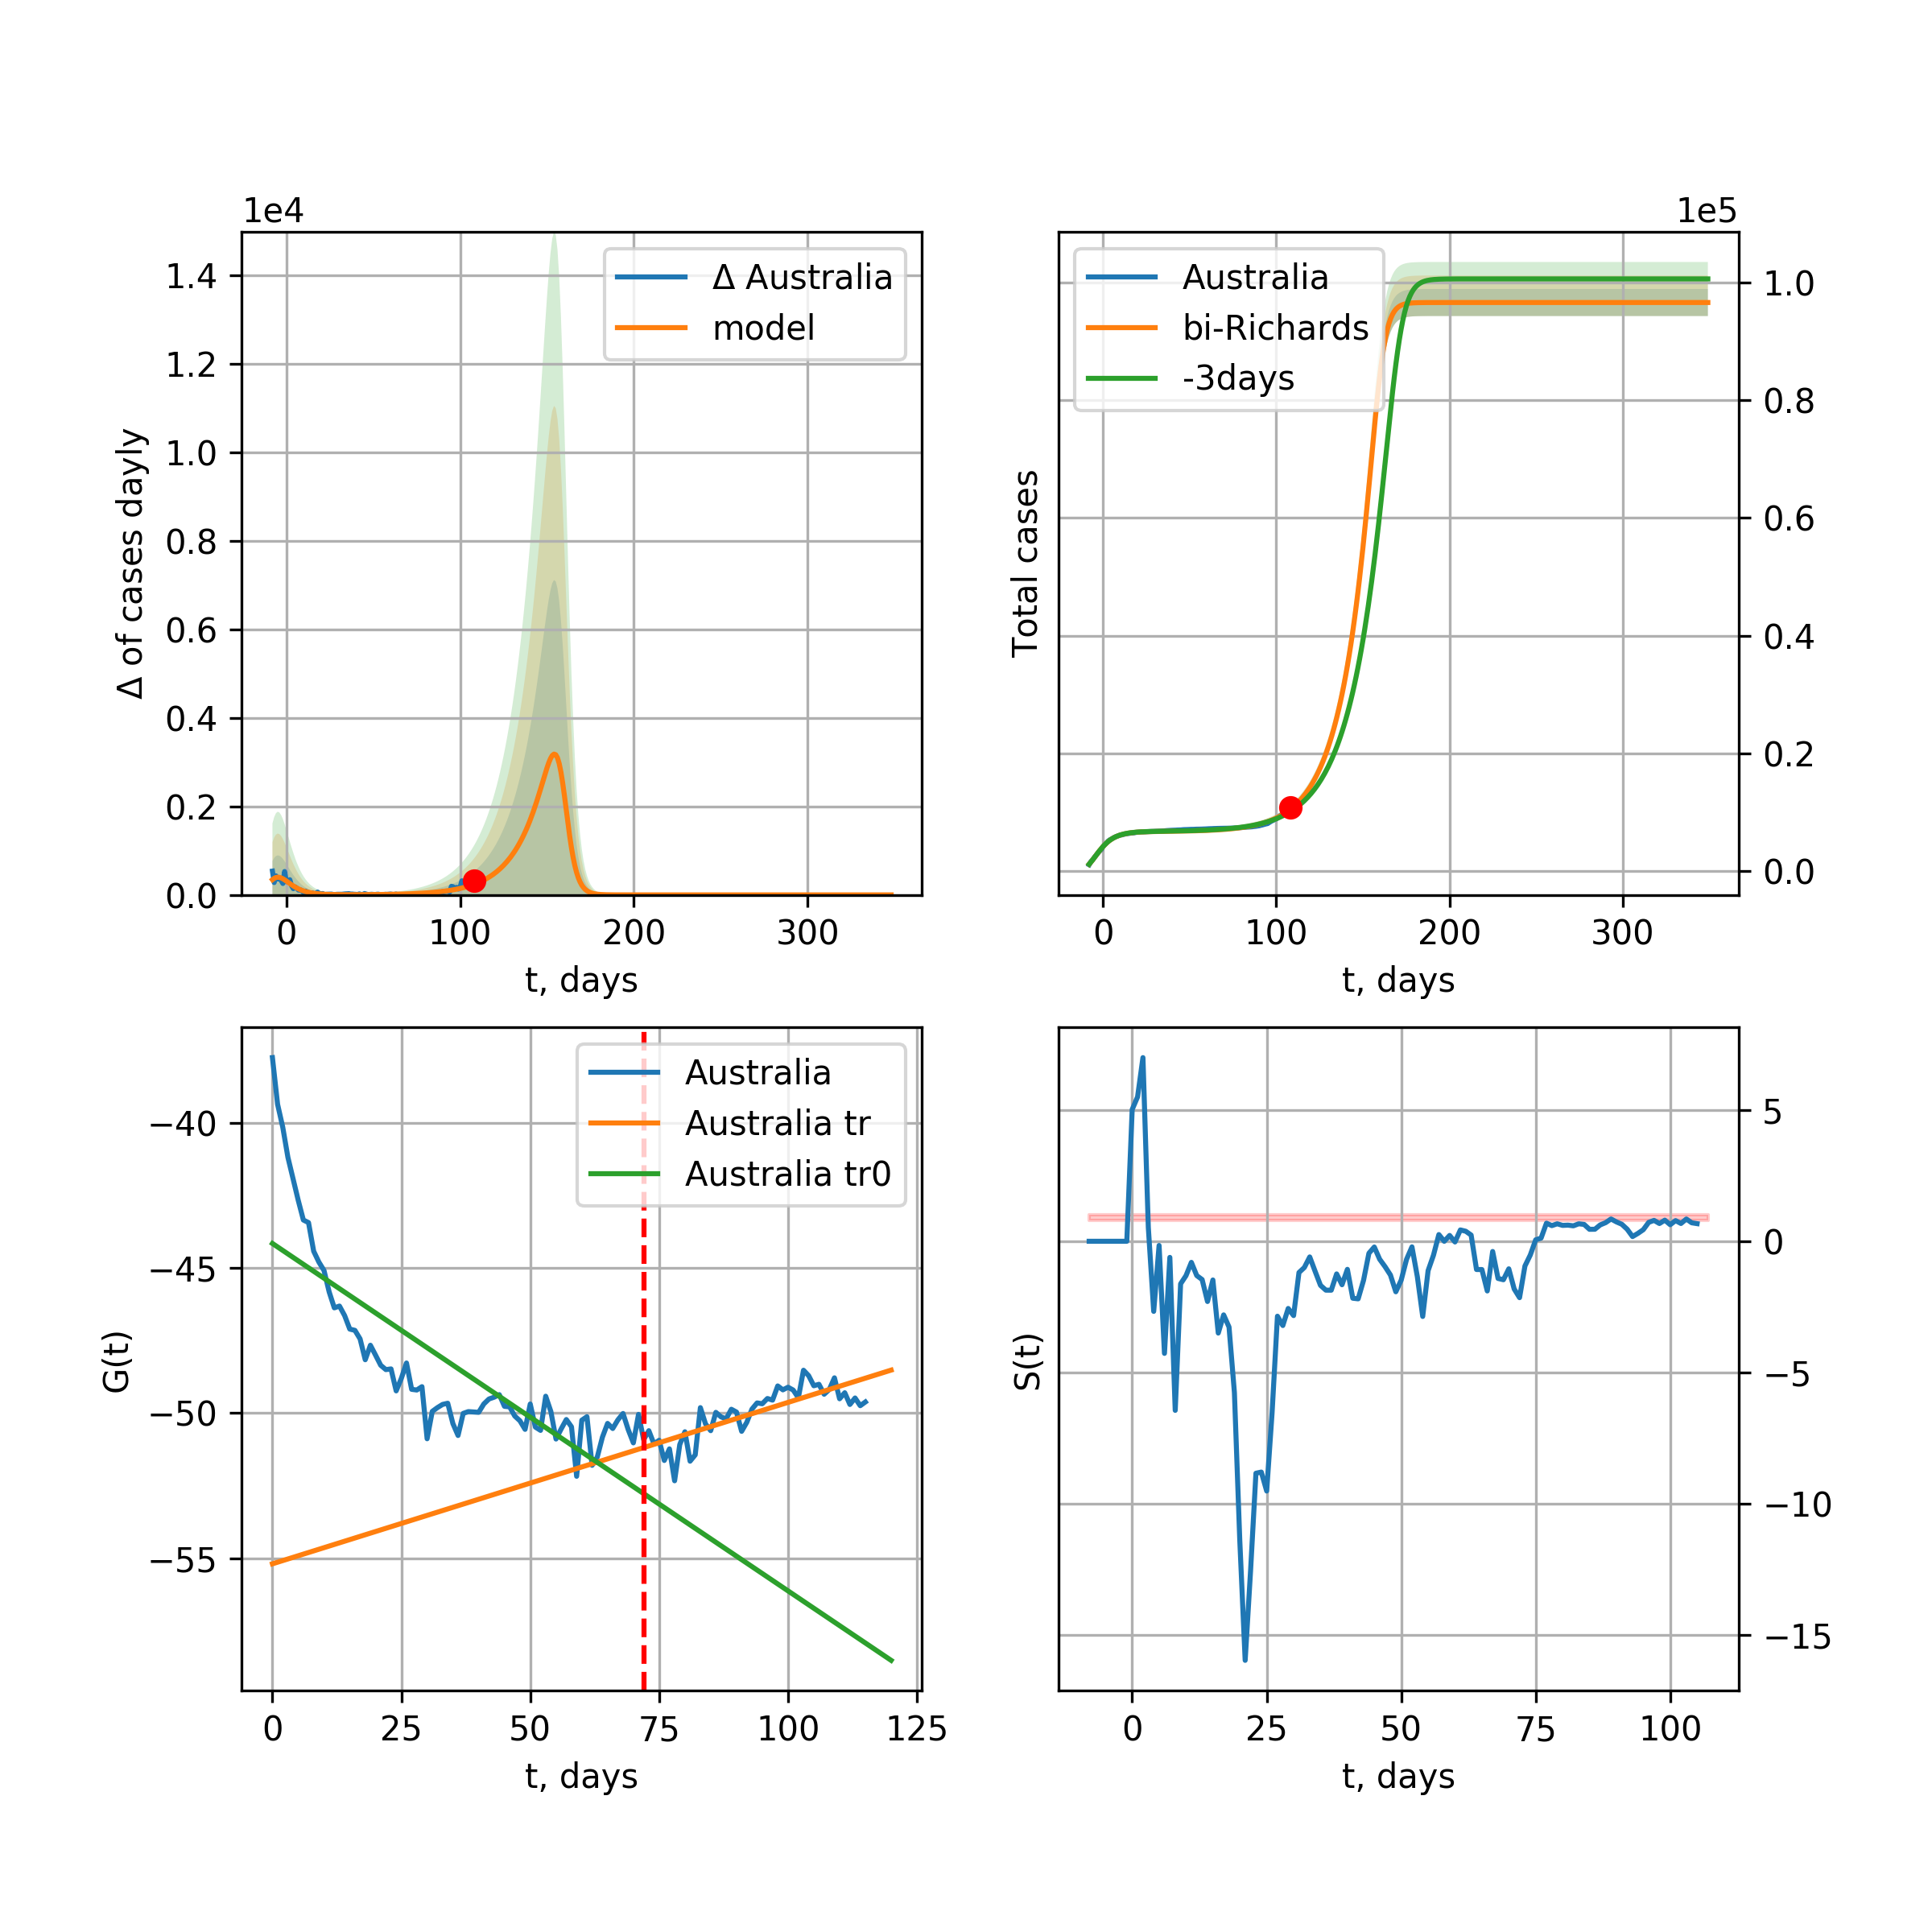 1e4
Δ of cases dayly
1.4
1.2
1.0
0.8
0.6
0.4
0.2
0.0
Δ Australia
model
0 100 200 300
t, days
1e5
Total cases
Australia
bi-Richards
-3days
1.0
0.8
0.6
0.4
0.2
0.0
0 100 200 300
t, days
G(t)
−40
−45
−50
−55
Australia
Australia tr
Australia tr0
0 25 50 75 100 125
t, days
S(t)
5
0
−5
−10
−15
0 25 50 75 100
t, days